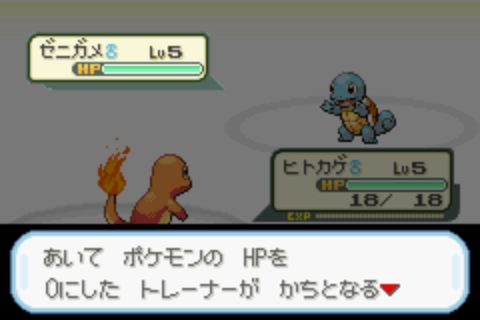 ゼニガメ♂ Lv5
HP
ヒトカゲ♂ Lv5
HP
18/ 18
EXP
あいて ポケモンの HPを
0にした トレーナーが かちとなる